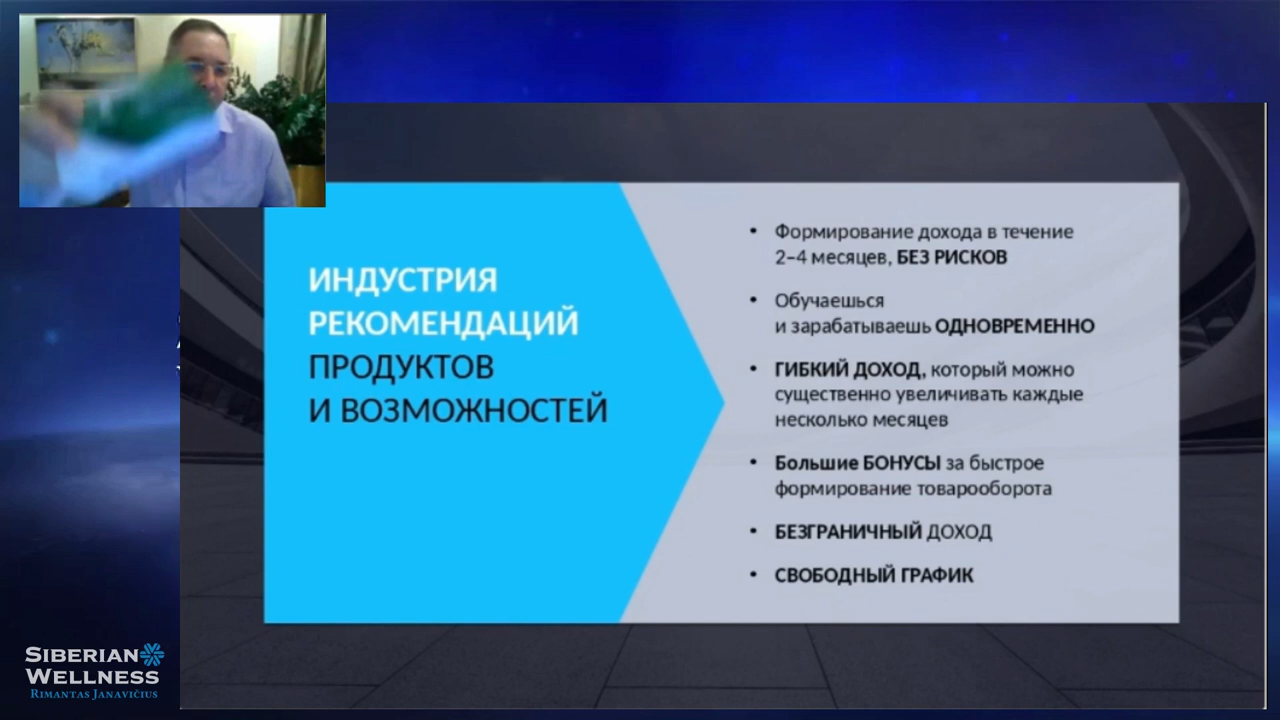 ИНДУСТРИЯ
РЕКОМЕНДАЦИЙ
ПРОДУКТОВ
И ВОЗМОЖНОСТЕЙ
• Формирование дохода в течение
2–4 месяцев, БЕЗ РИСКОВ
• Обучаешься
и зарабатываешь ОДНОВРЕМЕННО
• ГИБКИЙ ДОХОД, который можно
существенно увеличивать каждые
несколько месяцев
• Большие БОНУСЫ за быстрое
формирование товарооборота
• БЕЗГРАНИЧНЫЙ ДОХОД
• СВОБОДНЫЙ ГРАФИК
SIBERIAN
WELLNESS
RIMANTAS JANAVIČIUS